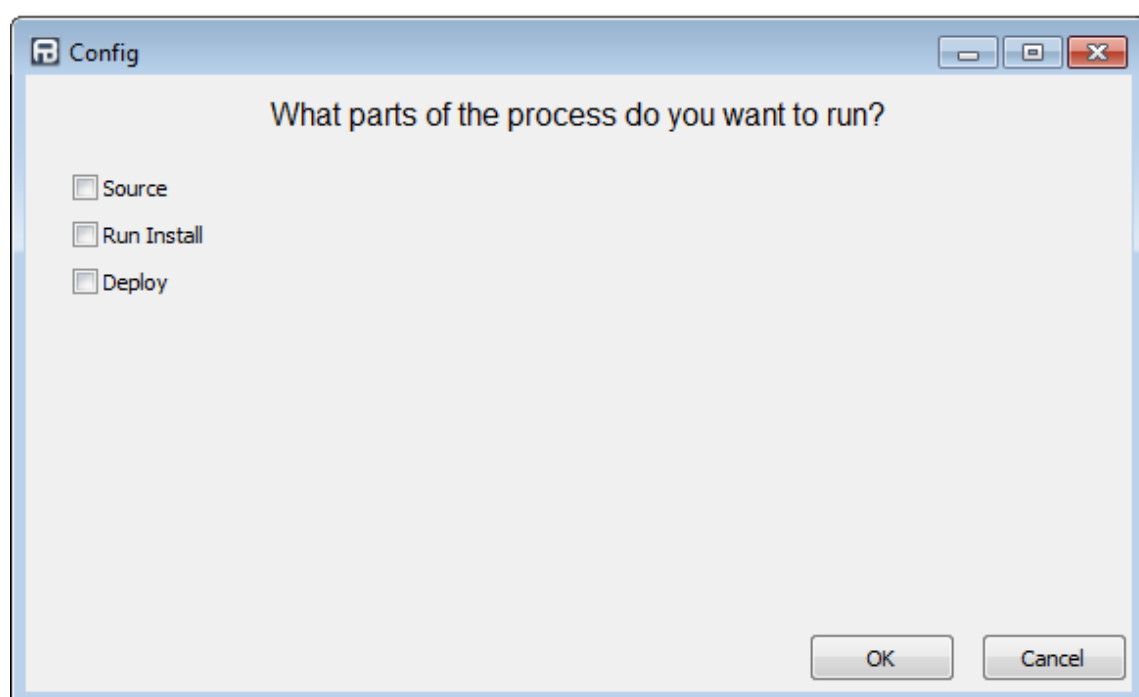 Config
What parts of the process do you want to run?
Source
Run Install
Deploy
OK
Cancel